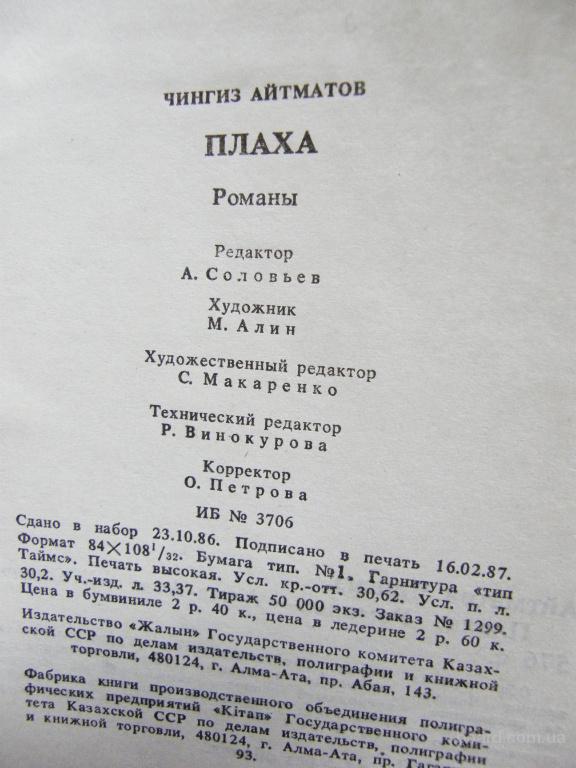 ЧИНГИЗ АЙТМАТОВ
ПЛАХА
Романы
Редактор
А. Соловьев
Художник
М. Алин
Художественный редактор
С. Макаренко
Технический редактор
Р. Винокурова
Корректор
О. Петрова
ИБ № 3706
Сдано в набор 23.10.86. Подписано в печать 16.02.87.
Формат 84×108¹/₃₂. Бумага тип. №1. Гарнитура «тип
Таймс». Печать высокая. Усл. кр.-отт. 30,62. Усл. п. л.
30,2. Уч.-изд. л. 33,37. Тираж 50 000 экз. Заказ № 1299.
Цена в бумвиниле 2 р. 40 к., цена в ледерине 2 р. 60 к.
Издательство «Жалын» Государственного комитета Казах-
ской ССР по делам издательств, полиграфии и книжной
торговли, 480124, г. Алма-Ата, пр. Абая, 143.
Фабрика книги производственного объединения полигра-
фических предприятий «Кiтап» Государственного коми-
тета Казахской ССР по делам издательств, полиграфии
и книжной торговли, 480124, г. Алма-Ата, пр.
93.